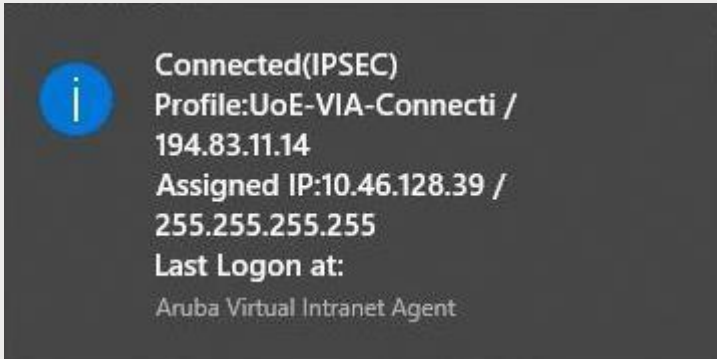 Connected(IPSEC)
Profile:UoE-VIA-Connecti /
194.83.11.14
Assigned IP:10.46.128.39 /
255.255.255.255
Last Logon at:
Aruba Virtual Intranet Agent